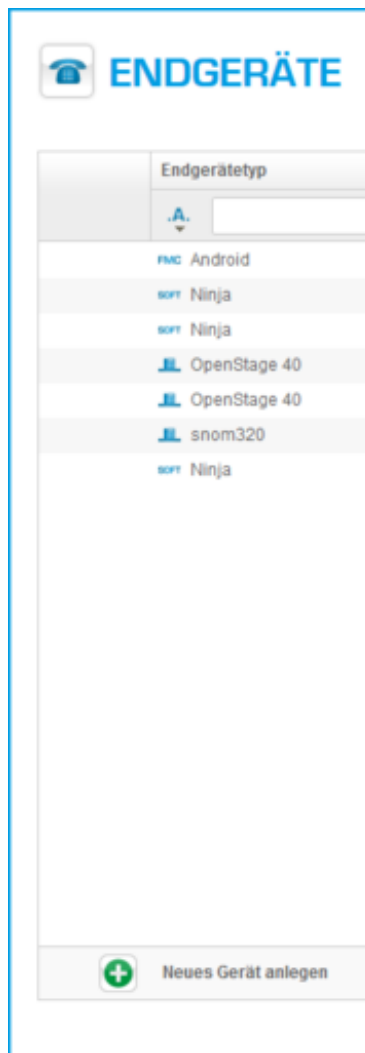 ENDGERÄTE
Endgerätetyp
.A.
FMC Android
SOFT Ninja
SOFT Ninja
OpenStage 40
OpenStage 40
snom320
SOFT Ninja
Neues Gerät anlegen